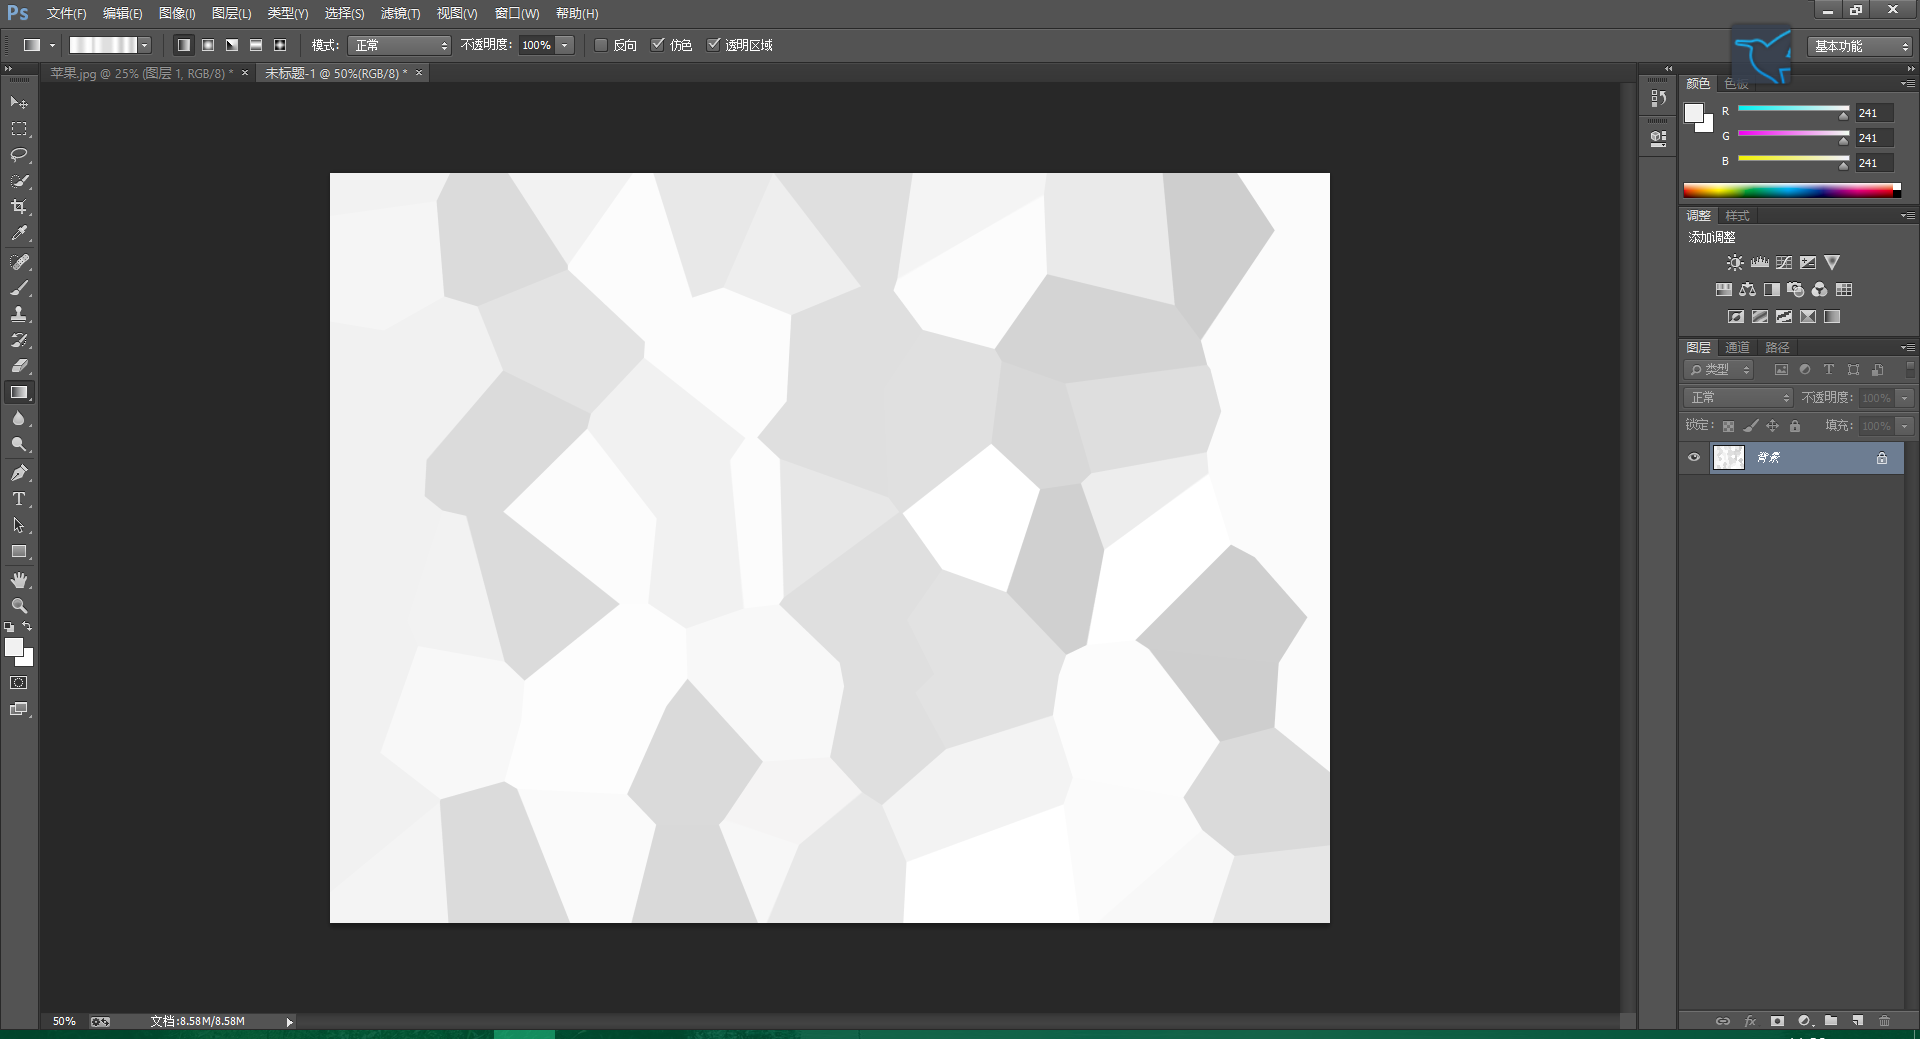 Ps 文件(F) 编辑(E) 图像(I) 图层(L) 类型(Y) 选择(S) 滤镜(T) 视图(V) 窗口(W) 帮助(H)
模式: 正常 不透明度: 100% 反向 仿色 透明区域 基本功能
苹果.jpg @ 25% (图层 1, RGB/8) * × 未标题-1 @ 50%(RGB/8) * ×
颜色 色板
R 241
G 241
B 241
调整 样式
添加调整
图层 通道 路径
类型
正常 不透明度: 100%
锁定: 填充: 100%
背景
50% 文档:8.58M/8.58M